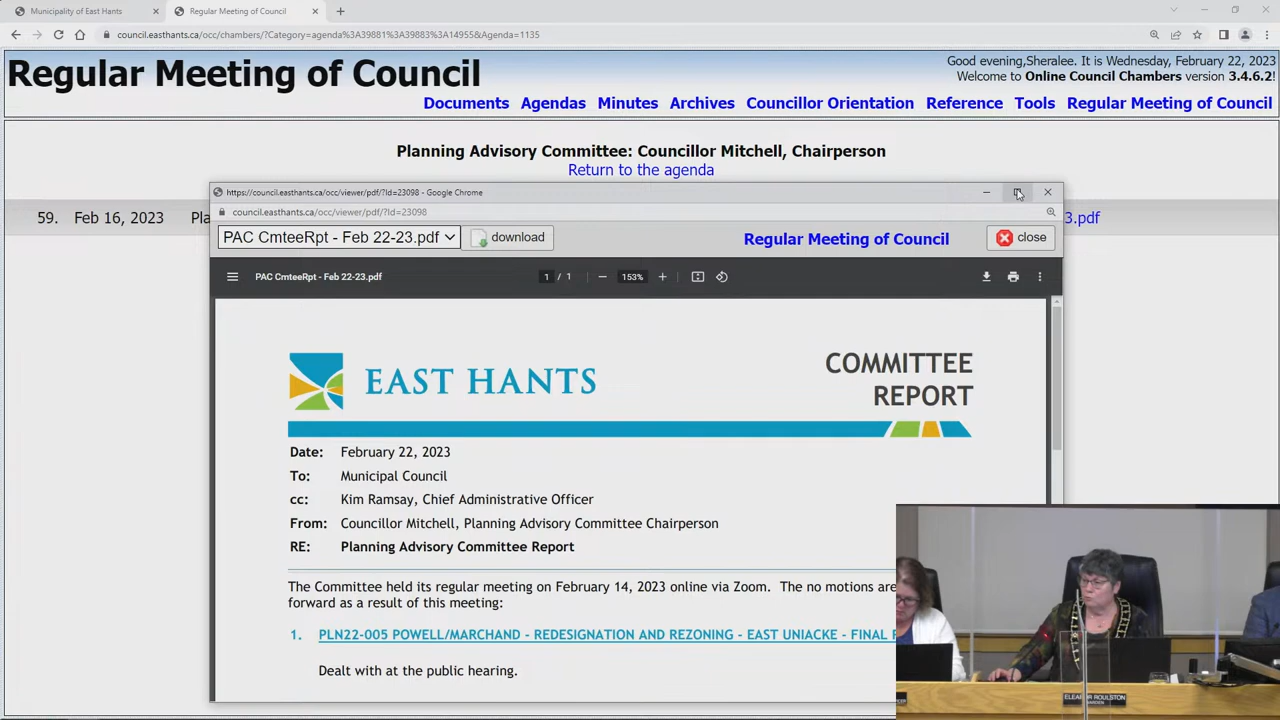 Municipality of East Hants
Regular Meeting of Council
council.easthants.ca/occ/chambers/?Category=agenda%3A39881%3A39883%3A14955&Agenda=1135
Regular Meeting of Council
Good evening,Sheralee. It is Wednesday, February 22, 2023
Welcome to Online Council Chambers version 3.4.6.2!
Documents Agendas Minutes Archives Councillor Orientation Reference Tools Regular Meeting of Council
Planning Advisory Committee: Councillor Mitchell, Chairperson
Return to the agenda
59. Feb 16, 2023
3.pdf
https://council.easthants.ca/occ/viewer/pdf/?Id=23098 - Google Chrome
council.easthants.ca/occ/viewer/pdf/?Id=23098
PAC CmteeRpt - Feb 22-23.pdf download Regular Meeting of Council close
PAC CmteeRpt - Feb 22-23.pdf 1 / 1 153%
EAST HANTS
COMMITTEE
REPORT
Date: February 22, 2023
To: Municipal Council
cc: Kim Ramsay, Chief Administrative Officer
From: Councillor Mitchell, Planning Advisory Committee Chairperson
RE: Planning Advisory Committee Report
The Committee held its regular meeting on February 14, 2023 online via Zoom. The no motions are
forward as a result of this meeting:
1. PLN22-005 POWELL/MARCHAND - REDESIGNATION AND REZONING - EAST UNIACKE - FINAL
Dealt with at the public hearing.
ELEANOR ROULSTON
WARDEN